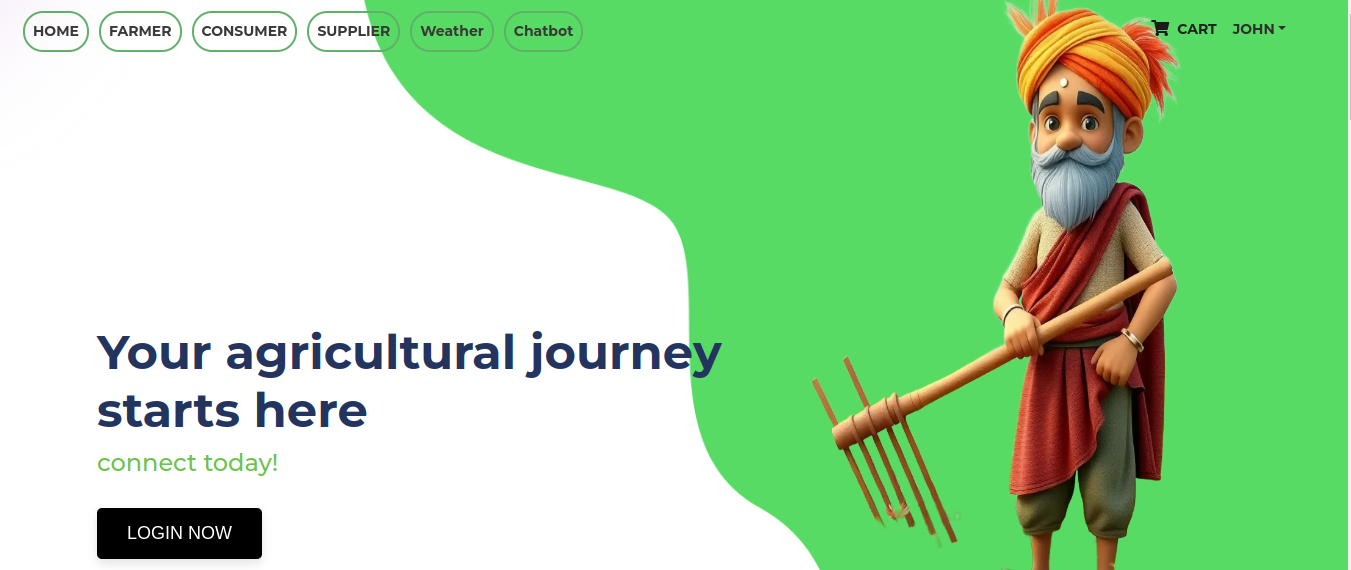 HOME FARMER CONSUMER SUPPLIER Weather Chatbot CART JOHN
Your agricultural journey
starts here
connect today!
LOGIN NOW